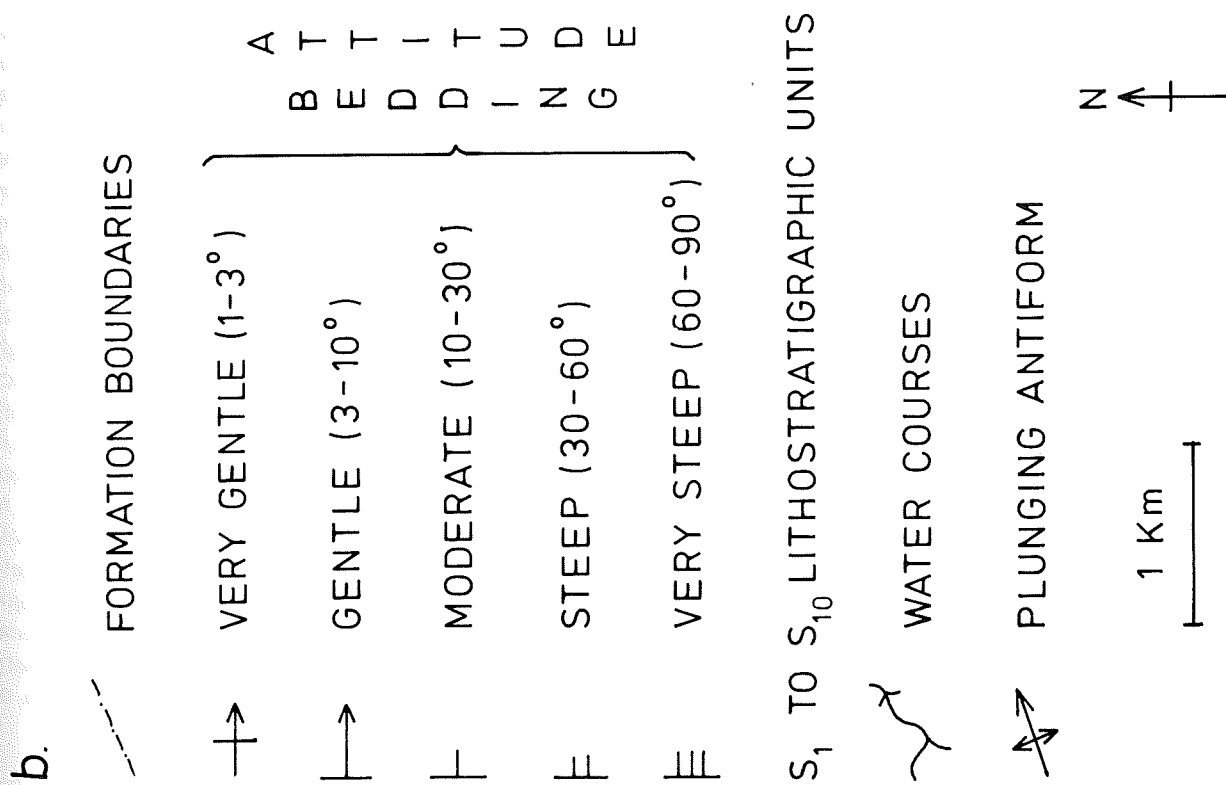 b.
FORMATION BOUNDARIES
VERY GENTLE (1-3°)
GENTLE (3-10°)
MODERATE (10-30°)
STEEP (30-60°)
VERY STEEP (60-90°)
BEDDING
ATTITUDE
S1 TO S10 LITHOSTRATIGRAPHIC UNITS
WATER COURSES
PLUNGING ANTIFORM
1 Km
N